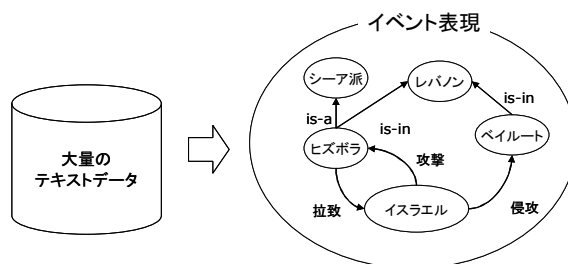 イベント表現
シーア派
レバノン
is-a
is-in
is-in
ヒズボラ
ベイルート
攻撃
大量の
テキストデータ
拉致
イスラエル
侵攻